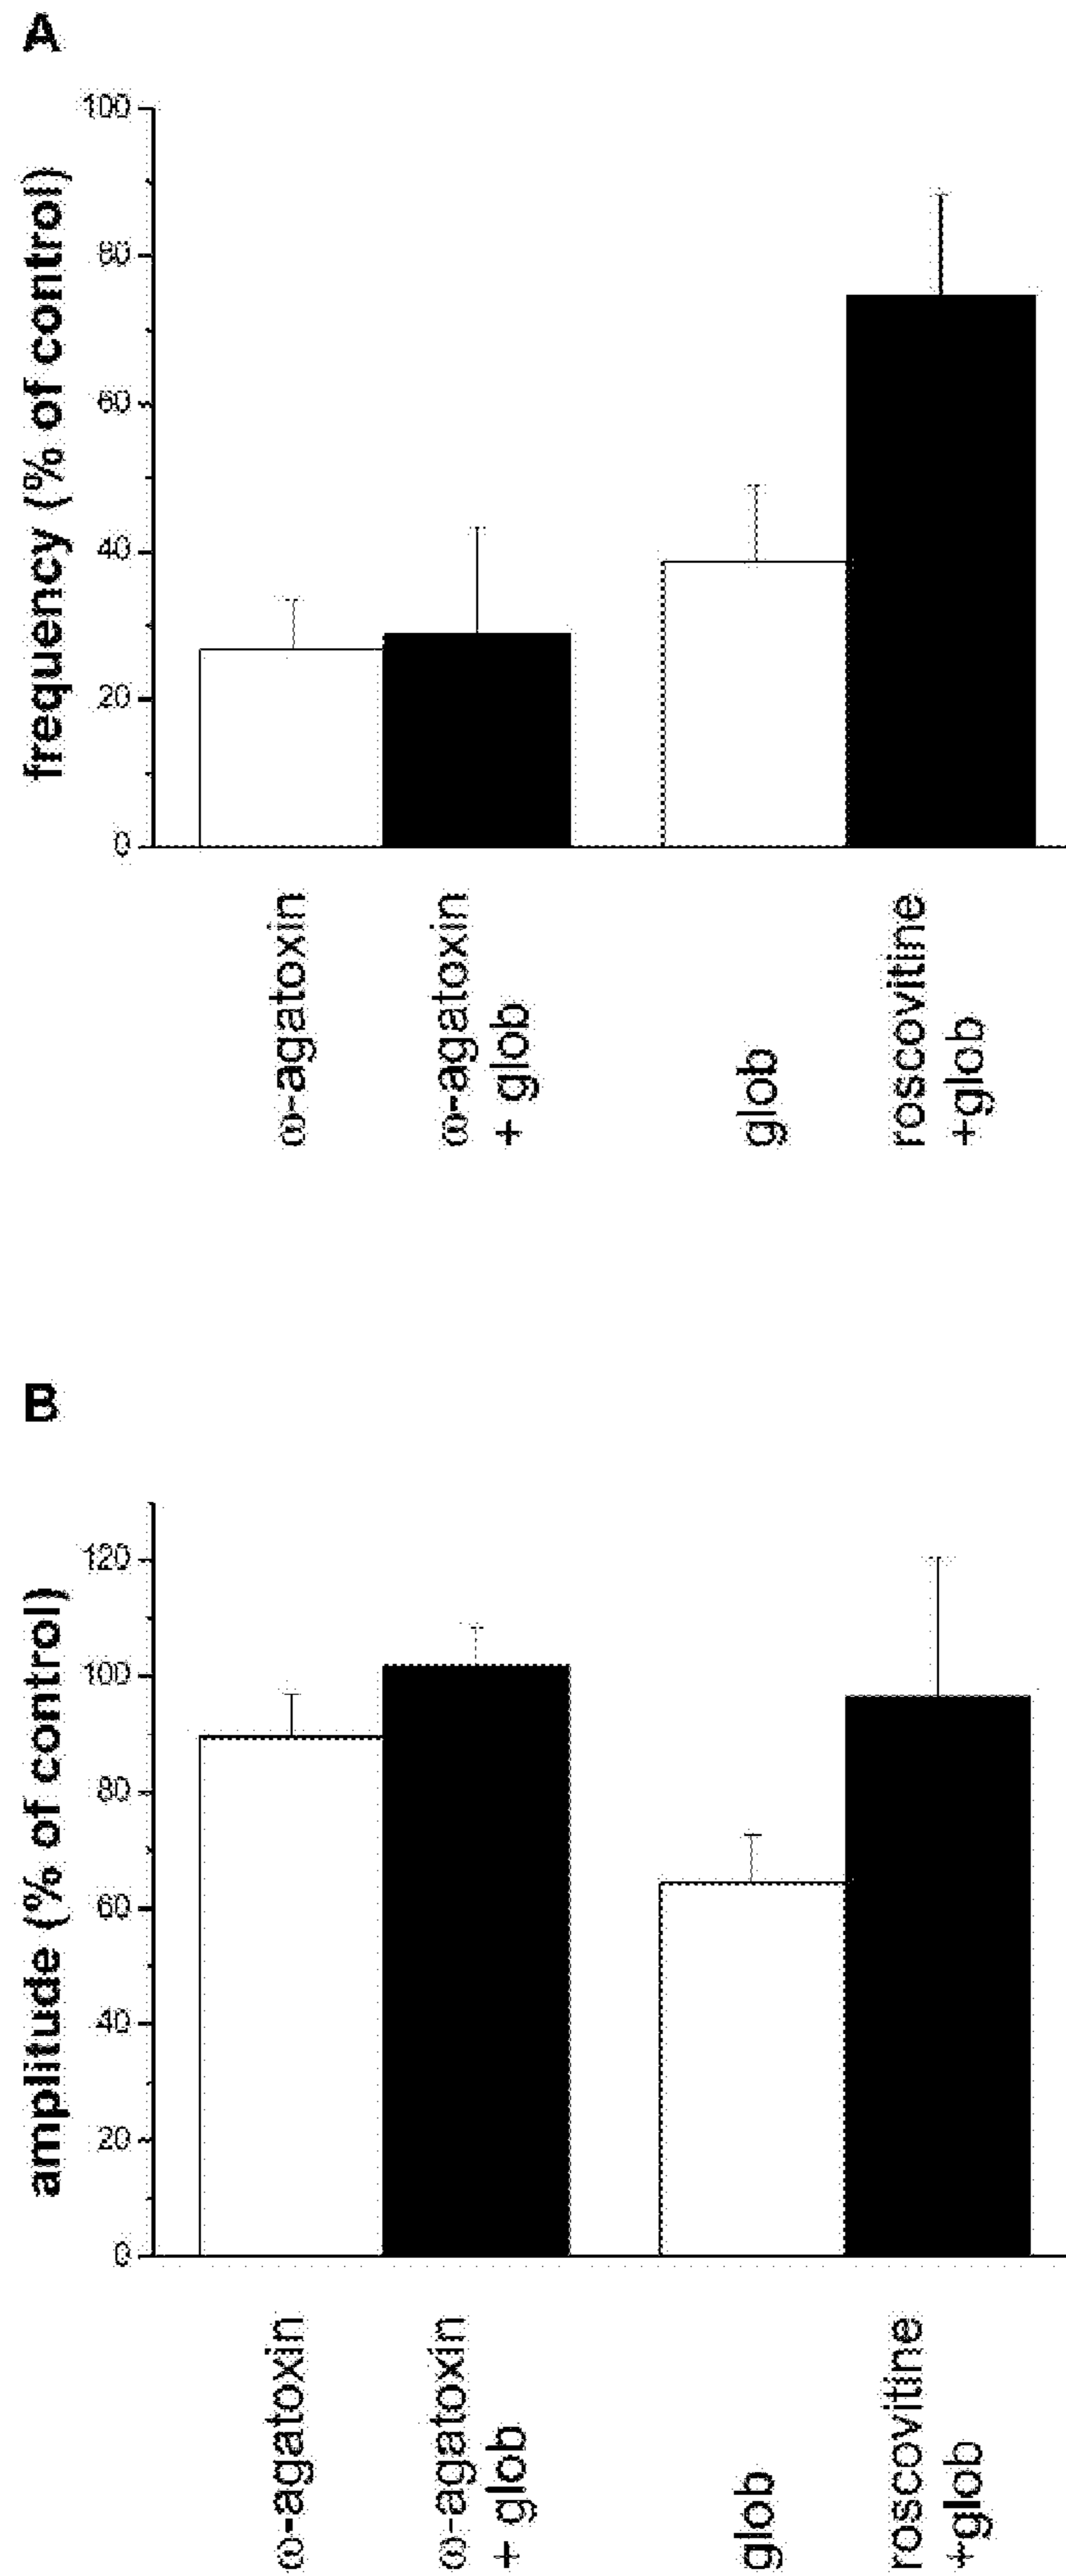 A
frequency (% of control)
100
80
60
40
20
0
ω-agatoxin
ω-agatoxin
+ glob
glob
roscovitine
+glob
B
amplitude (% of control)
120
100
80
60
40
20
0
ω-agatoxin
ω-agatoxin
+ glob
glob
roscovitine
+glob